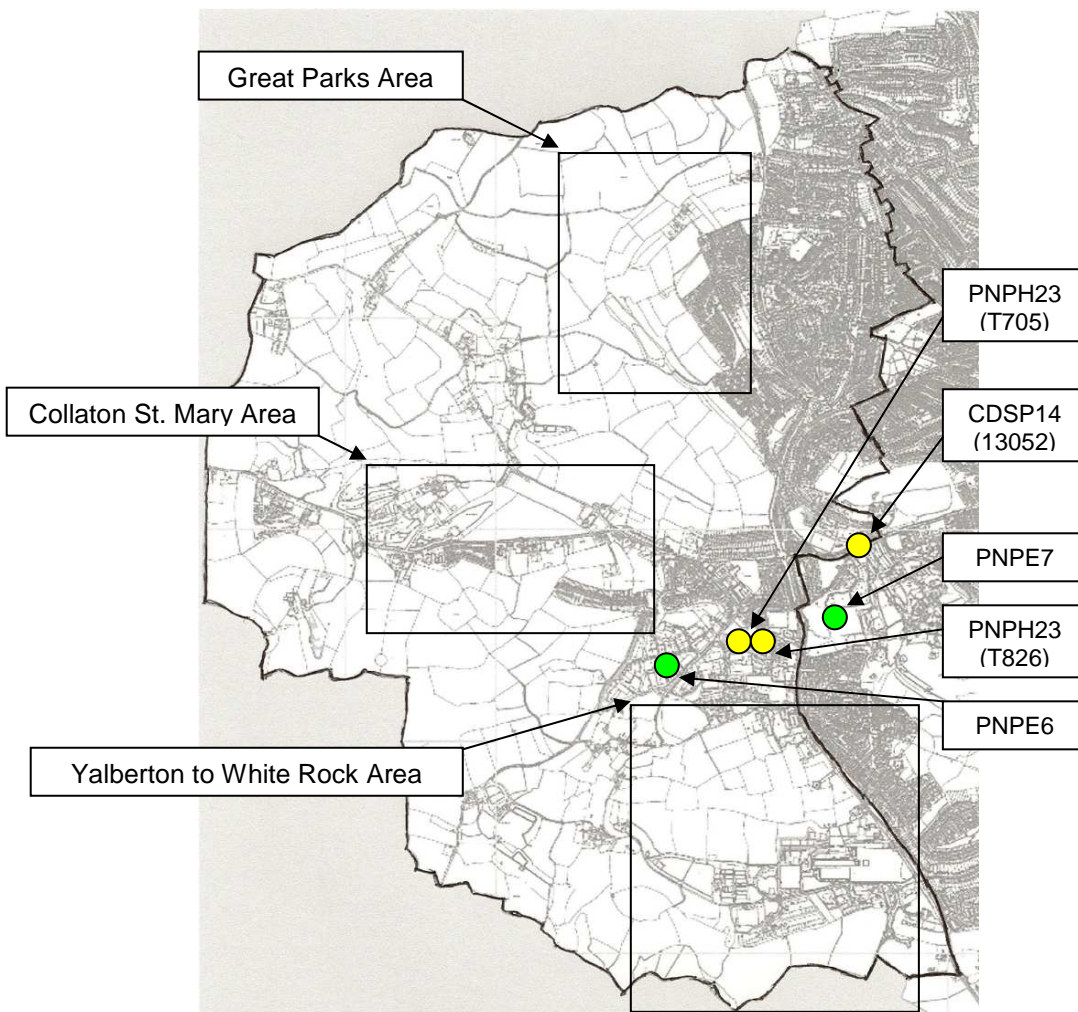 Great Parks Area
PNPH23
(T705)
Collaton St. Mary Area
CDSP14
(13052)
PNPE7
PNPH23
(T826)
PNPE6
Yalberton to White Rock Area